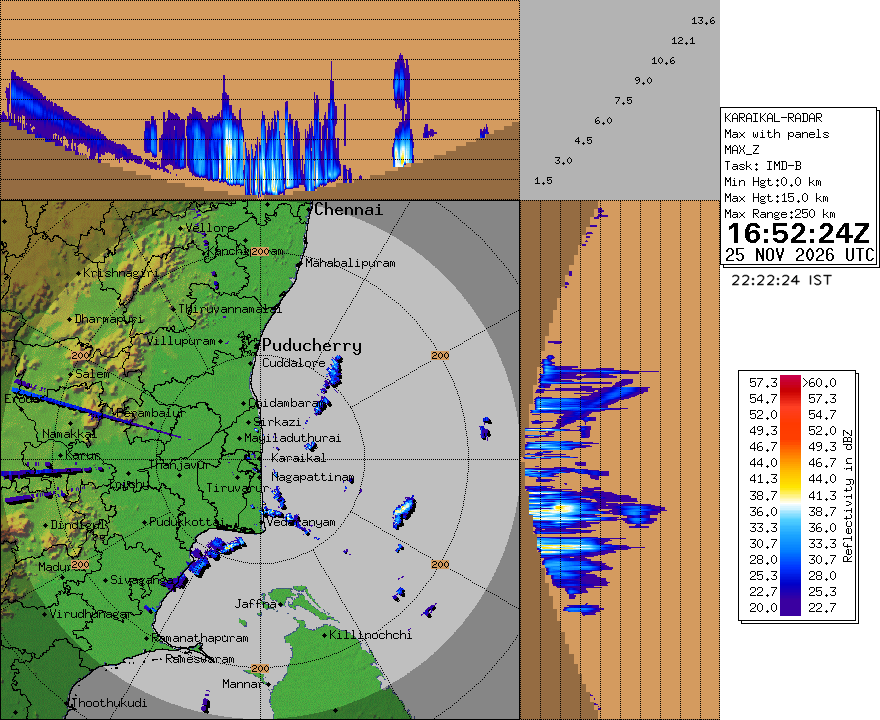 13.6
12.1
10.6
9.0
7.5
6.0
4.5
3.0
1.5
KARAIKAL-RADAR
Max with panels
MAX_Z
Task: IMD-B
Min Hgt:0.0 km
Max Hgt:15.0 km
Max Range:250 km
16:52:24Z
25 NOV 2026 UTC
22:22:24 IST
Chennai
Vellore
200
Mahabalipuram
Krishnagiri
Thiruvannamalai
Dharmapuri
Villupuram
Puducherry
200
200
Cuddalore
Salem
Perambalur
Sirkazi
Namakkal
Mayiladuthurai
Karur
Karaikal
Thanjavur
Nagapattinam
Tiruvarur
Pudukkottai
Vedaranyam
200
200
Jaffna
Virudhunagar
Killinochchi
Ramanathapuram
Rameswaram
200
Mannar
Thoothukudi
57.3 >60.0
54.7 57.3
52.0 54.7
49.3 52.0
46.7 49.3
44.0 46.7
41.3 44.0
38.7 41.3
36.0 38.7
33.3 36.0
30.7 33.3
28.0 30.7
25.3 28.0
22.7 25.3
20.0 22.7
Reflectivity in dBZ